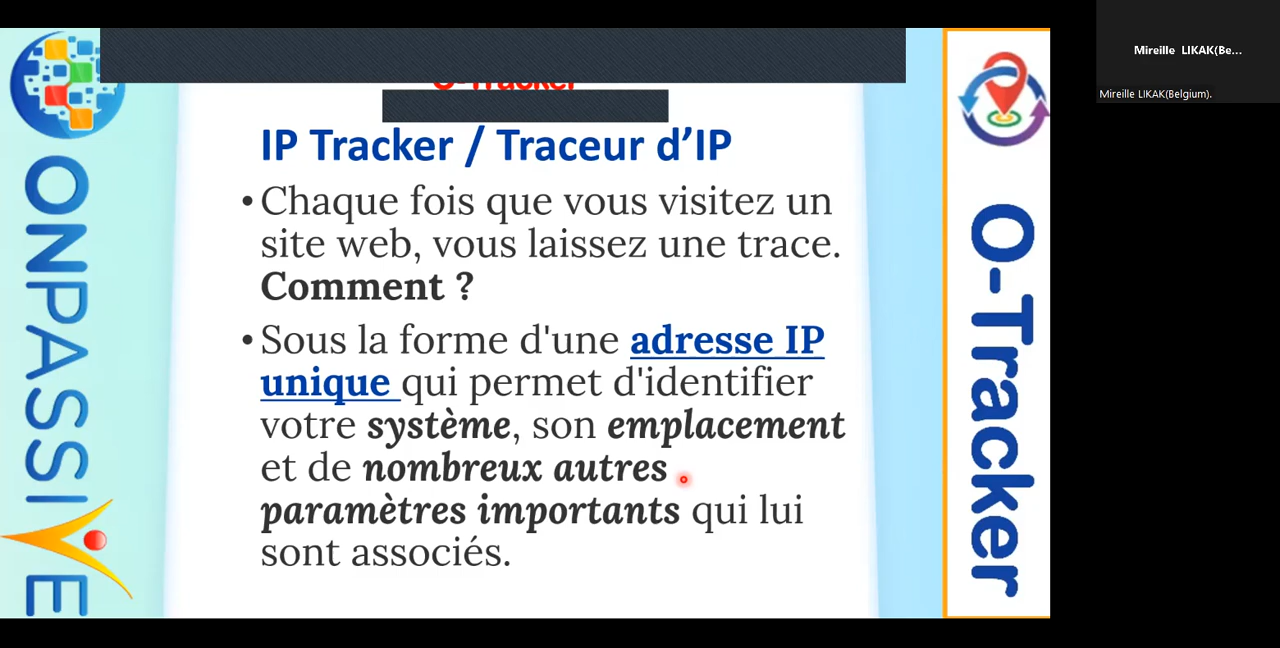 Mireille LIKAK(Be...
Mireille LIKAK(Belgium).
O-Tracker
IP Tracker / Traceur d’IP
•Chaque fois que vous visitez un
site web, vous laissez une trace.
Comment ?
•Sous la forme d'une adresse IP
unique qui permet d'identifier
votre système, son emplacement
et de nombreux autres
paramètres importants qui lui
sont associés.
ONPASSIVE
O-Tracker